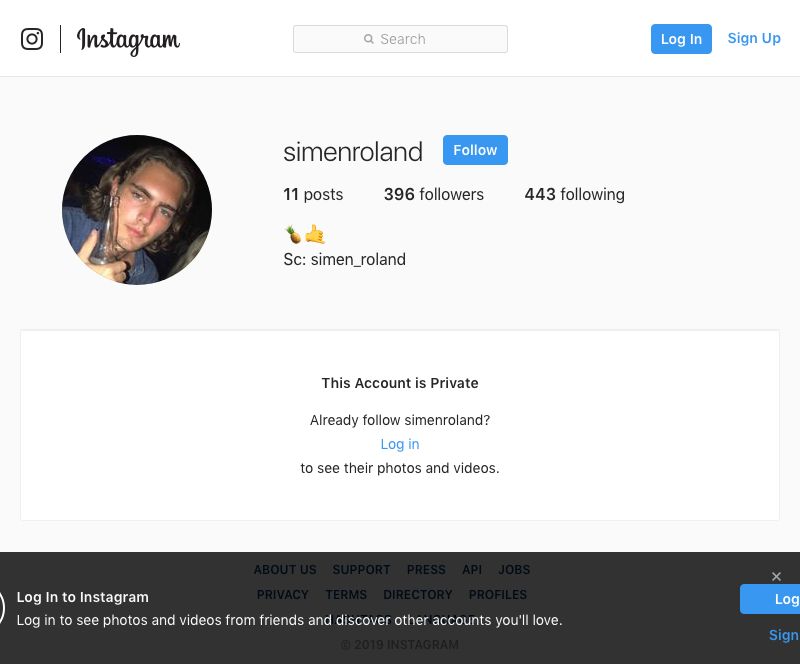 Instagram
Search
Log In
Sign Up
simenroland
Follow
11 posts
396 followers
443 following
🍍🤙
Sc: simen_roland
This Account is Private
Already follow simenroland?
Log in
to see their photos and videos.
ABOUT US SUPPORT PRESS API JOBS
PRIVACY TERMS DIRECTORY PROFILES
Log In to Instagram
Log in to see photos and videos from friends and discover other accounts you'll love.
Log
Sign
© 2019 INSTAGRAM